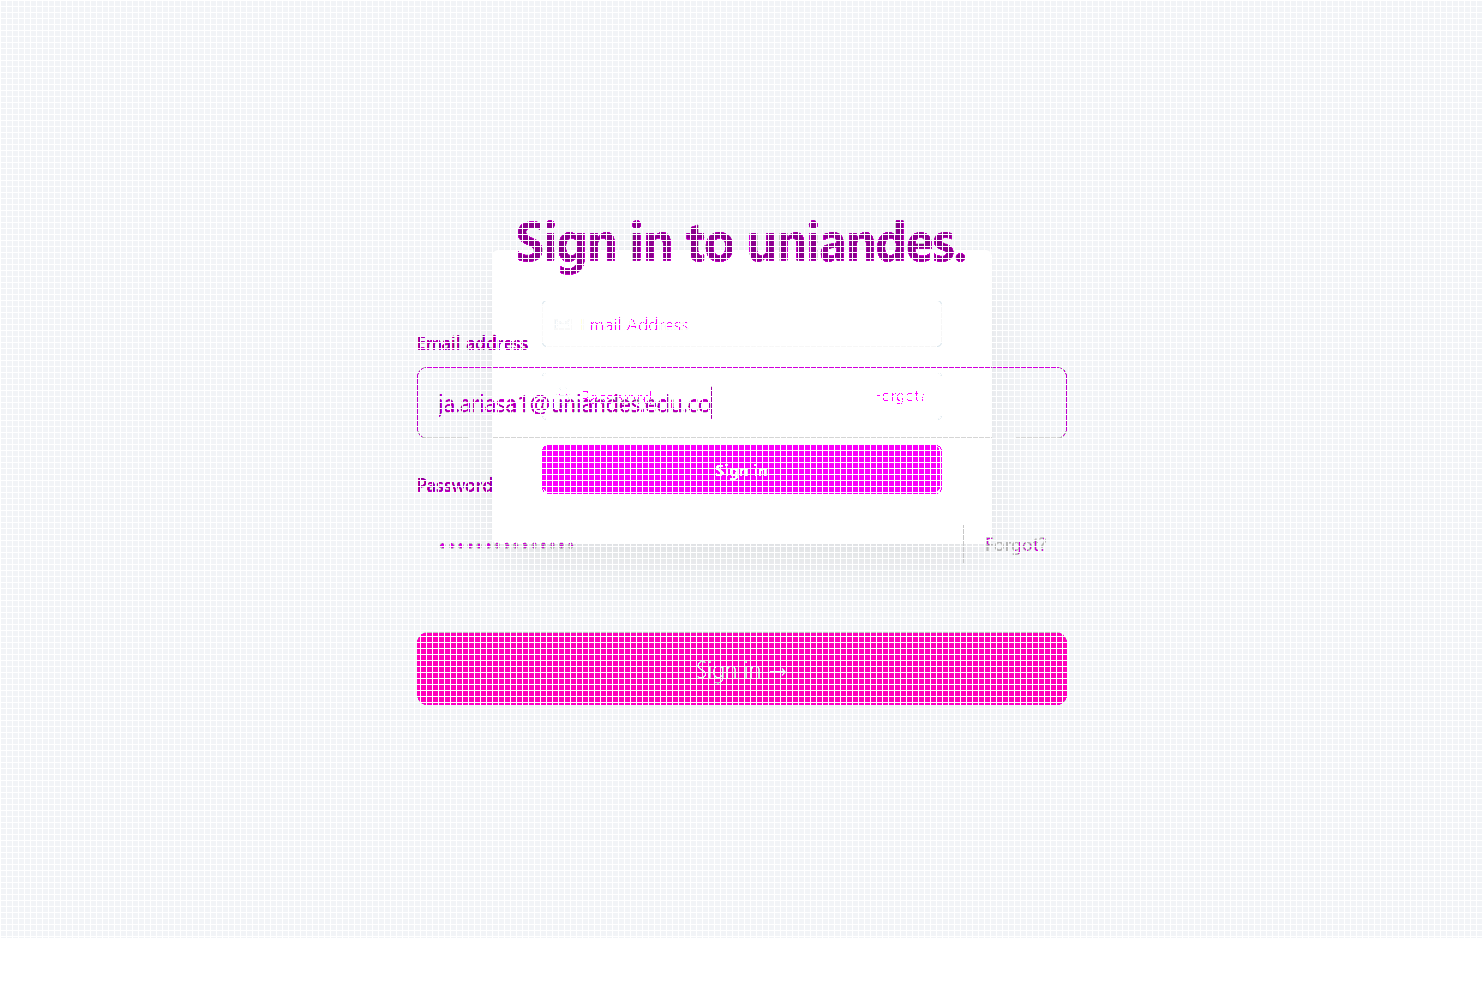 Sign in to uniandes.
mail Address
Email address
Password Forgot?
ja.ariasa1@uniandes.edu.co
Sign in
Password
•••••••••••••••
Forgot?
Sign in →